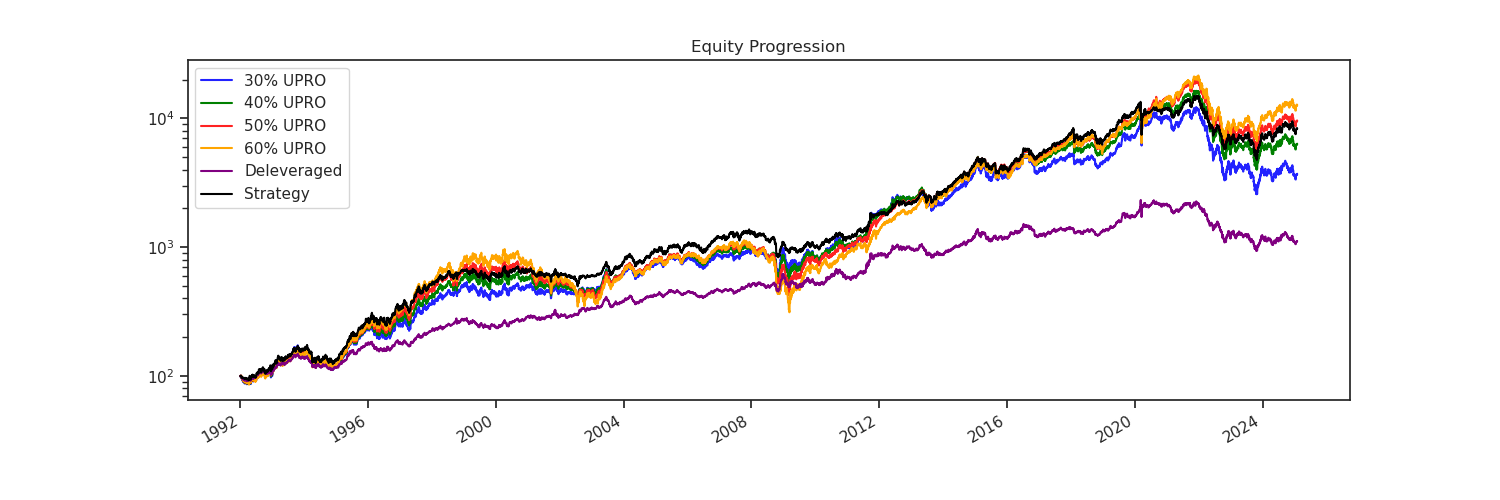 Equity Progression
30% UPRO
40% UPRO
50% UPRO
60% UPRO
Deleveraged
Strategy
10^4
10^3
10^2
1992
1996
2000
2004
2008
2012
2016
2020
2024